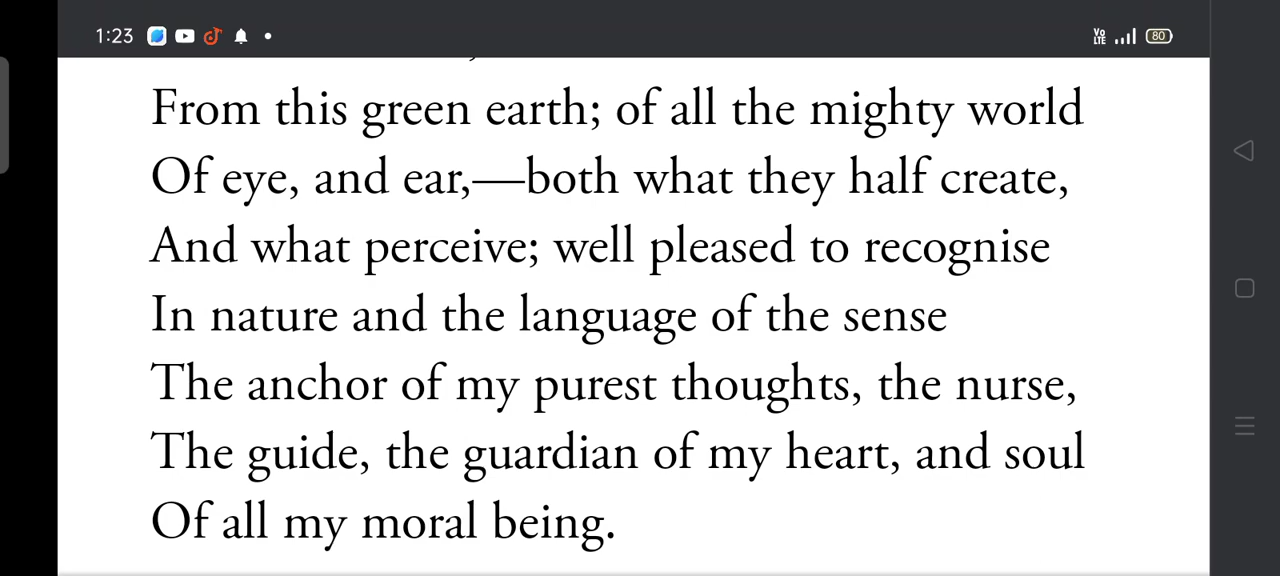 1:23
Vo LTE 80
From this green earth; of all the mighty world
Of eye, and ear,—both what they half create,
And what perceive; well pleased to recognise
In nature and the language of the sense
The anchor of my purest thoughts, the nurse,
The guide, the guardian of my heart, and soul
Of all my moral being.